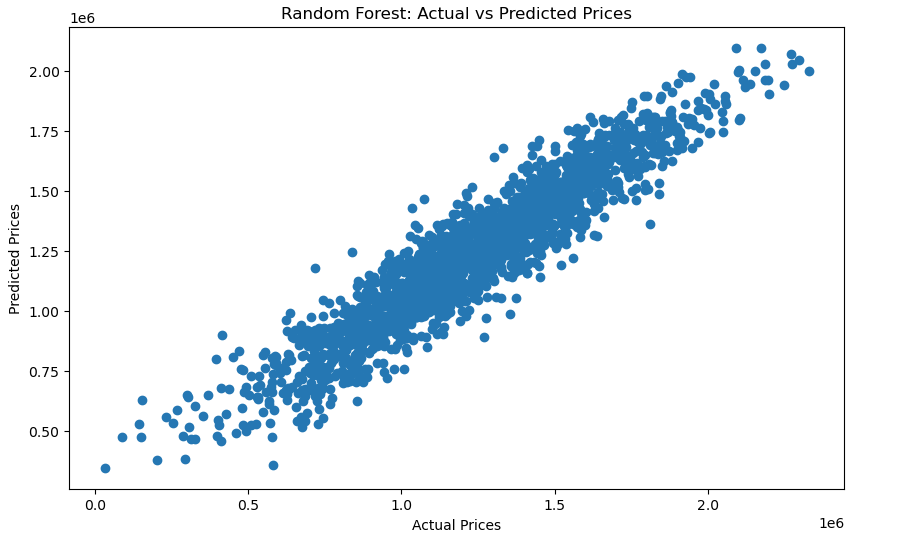 Random Forest: Actual vs Predicted Prices
1e6
2.00
1.75
1.50
1.25
1.00
0.75
0.50
Predicted Prices
0.0 0.5 1.0 1.5 2.0
1e6
Actual Prices